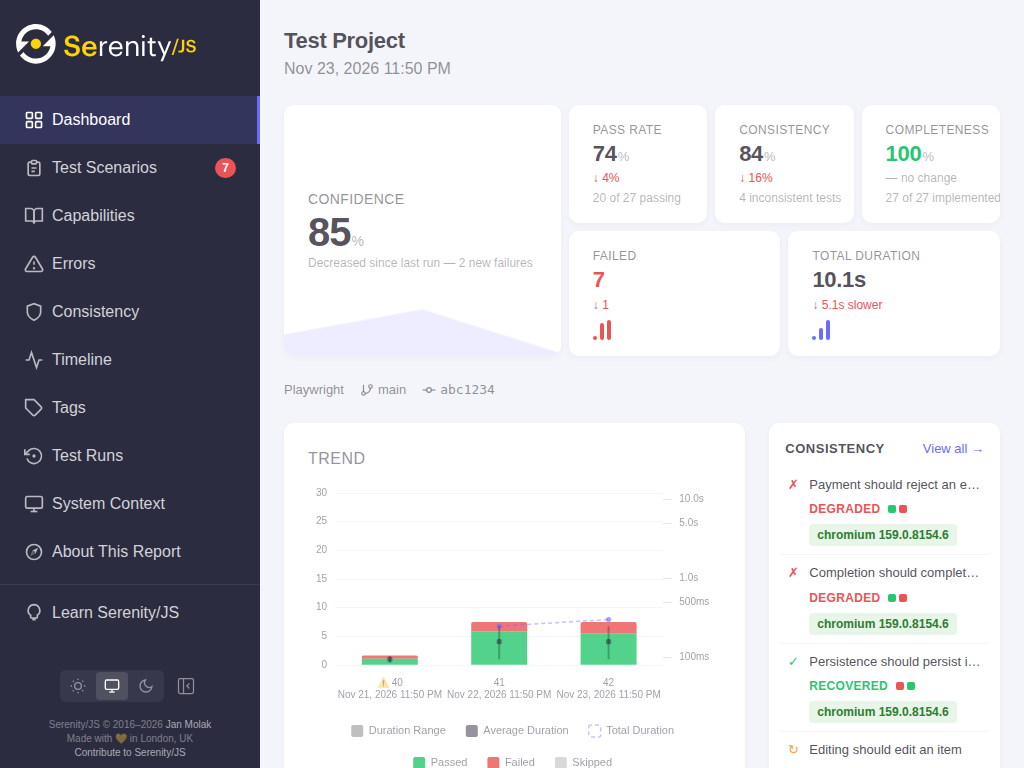 Serenity/JS
Dashboard
Test Scenarios 7
Capabilities
Errors
Consistency
Timeline
Tags
Test Runs
System Context
About This Report
Learn Serenity/JS
Serenity/JS © 2016–2026 Jan Molak
Made with 💛 in London, UK
Contribute to Serenity/JS
Test Project
Nov 23, 2026 11:50 PM
CONFIDENCE
85%
Decreased since last run — 2 new failures
PASS RATE
74%
↓ 4%
20 of 27 passing
CONSISTENCY
84%
↓ 16%
4 inconsistent tests
COMPLETENESS
100%
— no change
27 of 27 implemented
FAILED
7
↓ 1
TOTAL DURATION
10.1s
↓ 5.1s slower
Playwright main abc1234
TREND
30
25
20
15
10
5
0
10.0s
5.0s
1.0s
500ms
100ms
⚠️ 40
Nov 21, 2026 11:50 PM
41
Nov 22, 2026 11:50 PM
42
Nov 23, 2026 11:50 PM
Duration Range Average Duration Total Duration
Passed Failed Skipped
CONSISTENCY View all →
✗ Payment should reject an e…
DEGRADED
chromium 159.0.8154.6
✗ Completion should complet…
DEGRADED
chromium 159.0.8154.6
✓ Persistence should persist i…
RECOVERED
chromium 159.0.8154.6
↻ Editing should edit an item